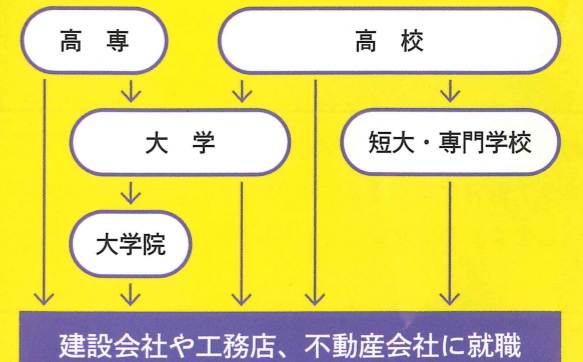 高 専
高 校
大 学
短大・専門学校
大学院
建設会社や工務店、不動産会社に就職